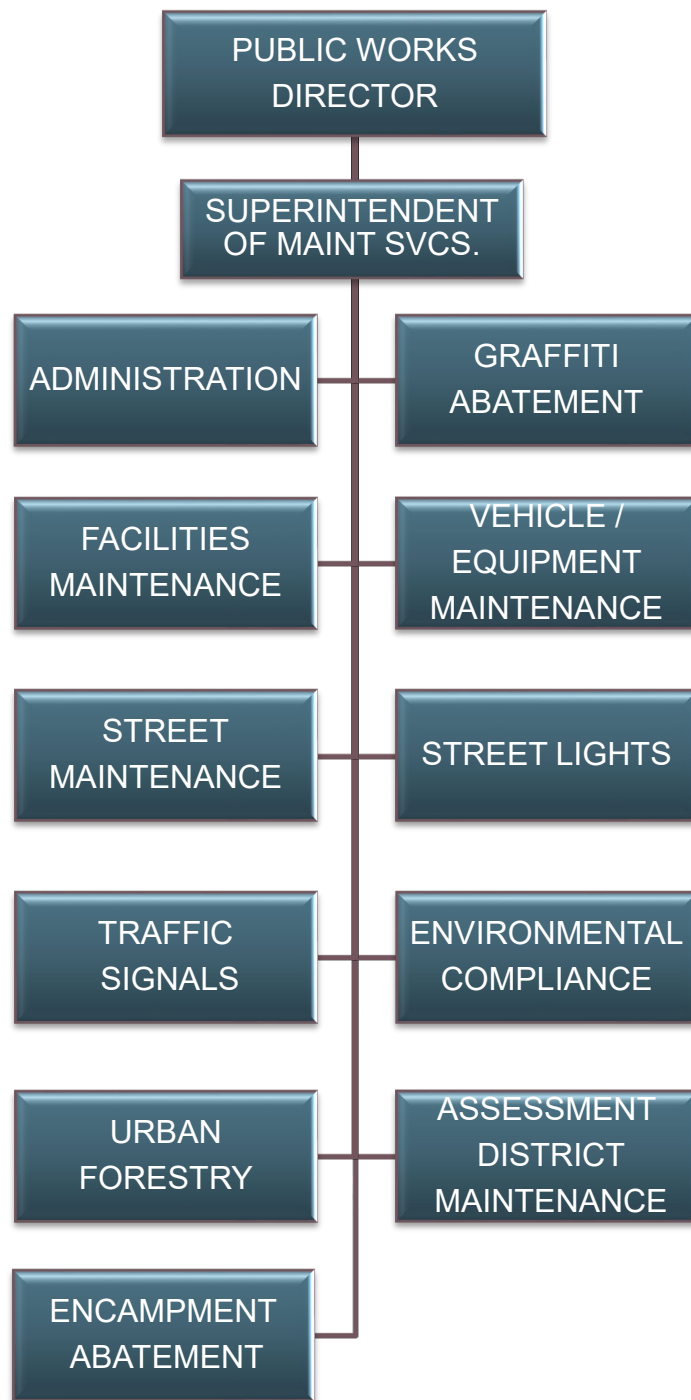 PUBLIC WORKS
DIRECTOR
SUPERINTENDENT
OF MAINT SVCS.
ADMINISTRATION
GRAFFITI
ABATEMENT
FACILITIES
MAINTENANCE
VEHICLE /
EQUIPMENT
MAINTENANCE
STREET
MAINTENANCE
STREET LIGHTS
TRAFFIC
SIGNALS
ENVIRONMENTAL
COMPLIANCE
URBAN
FORESTRY
ASSESSMENT
DISTRICT
MAINTENANCE
ENCAMPMENT
ABATEMENT